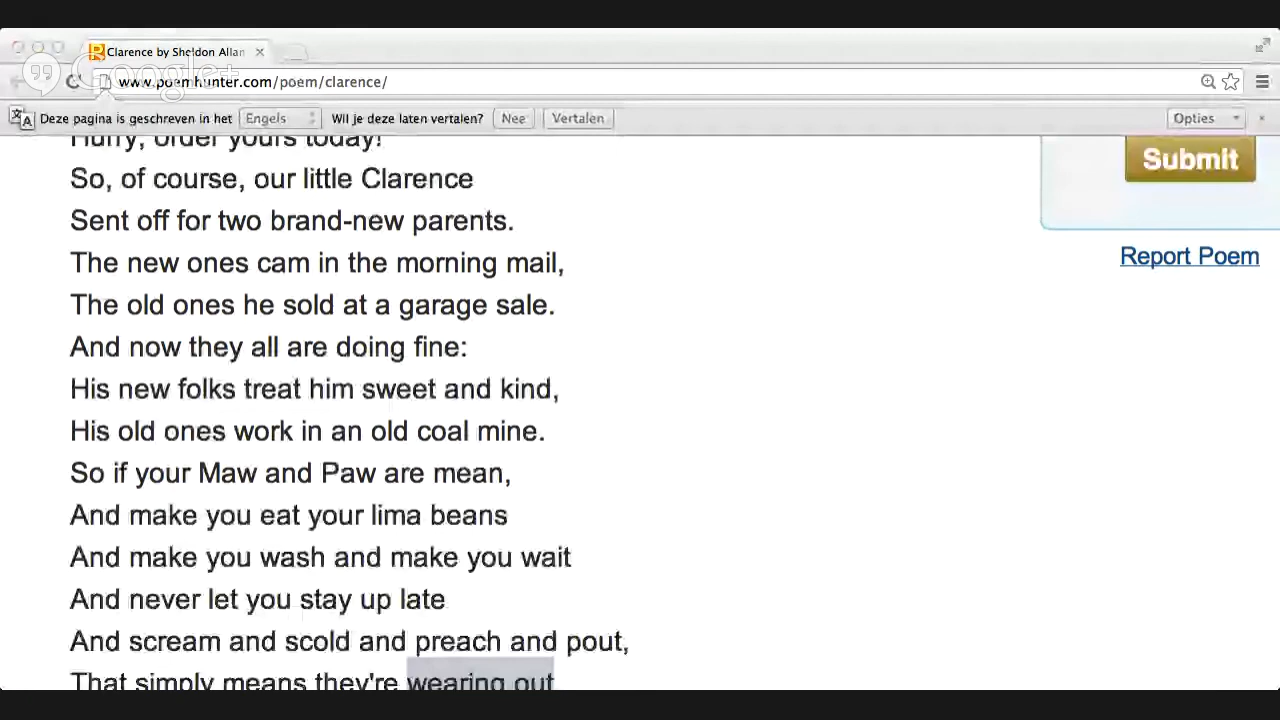 Clarence by Sheldon Allan
Google+
www.poemhunter.com/poem/clarence/
Deze pagina is geschreven in het Engels Wil je deze laten vertalen? Nee Vertalen Opties
Hurry, order yours today!
Submit
So, of course, our little Clarence
Sent off for two brand-new parents.
Report Poem
The new ones cam in the morning mail,
The old ones he sold at a garage sale.
And now they all are doing fine:
His new folks treat him sweet and kind,
His old ones work in an old coal mine.
So if your Maw and Paw are mean,
And make you eat your lima beans
And make you wash and make you wait
And never let you stay up late
And scream and scold and preach and pout,
That simply means they're wearing out